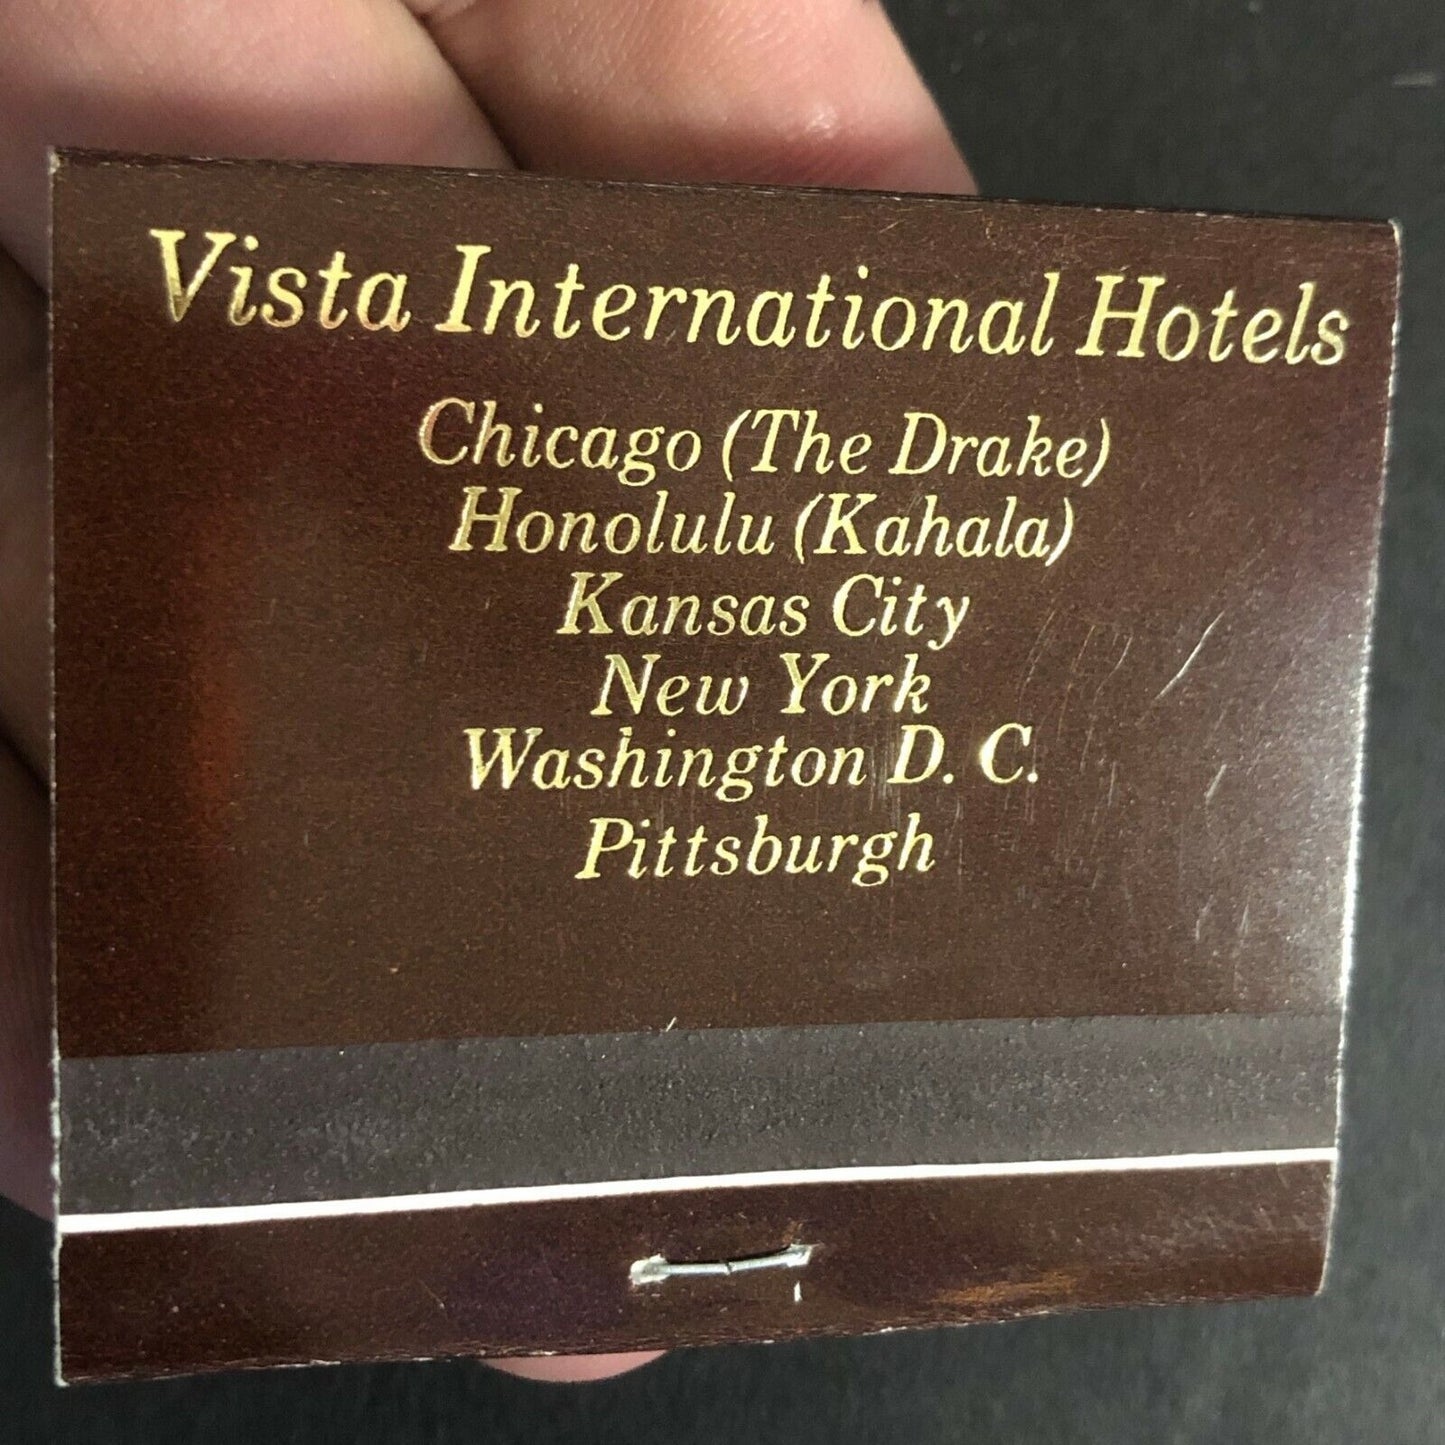 Vista International Hotels
Chicago (The Drake)
Honolulu (Kahala)
Kansas City
New York
Washington D. C.
Pittsburgh